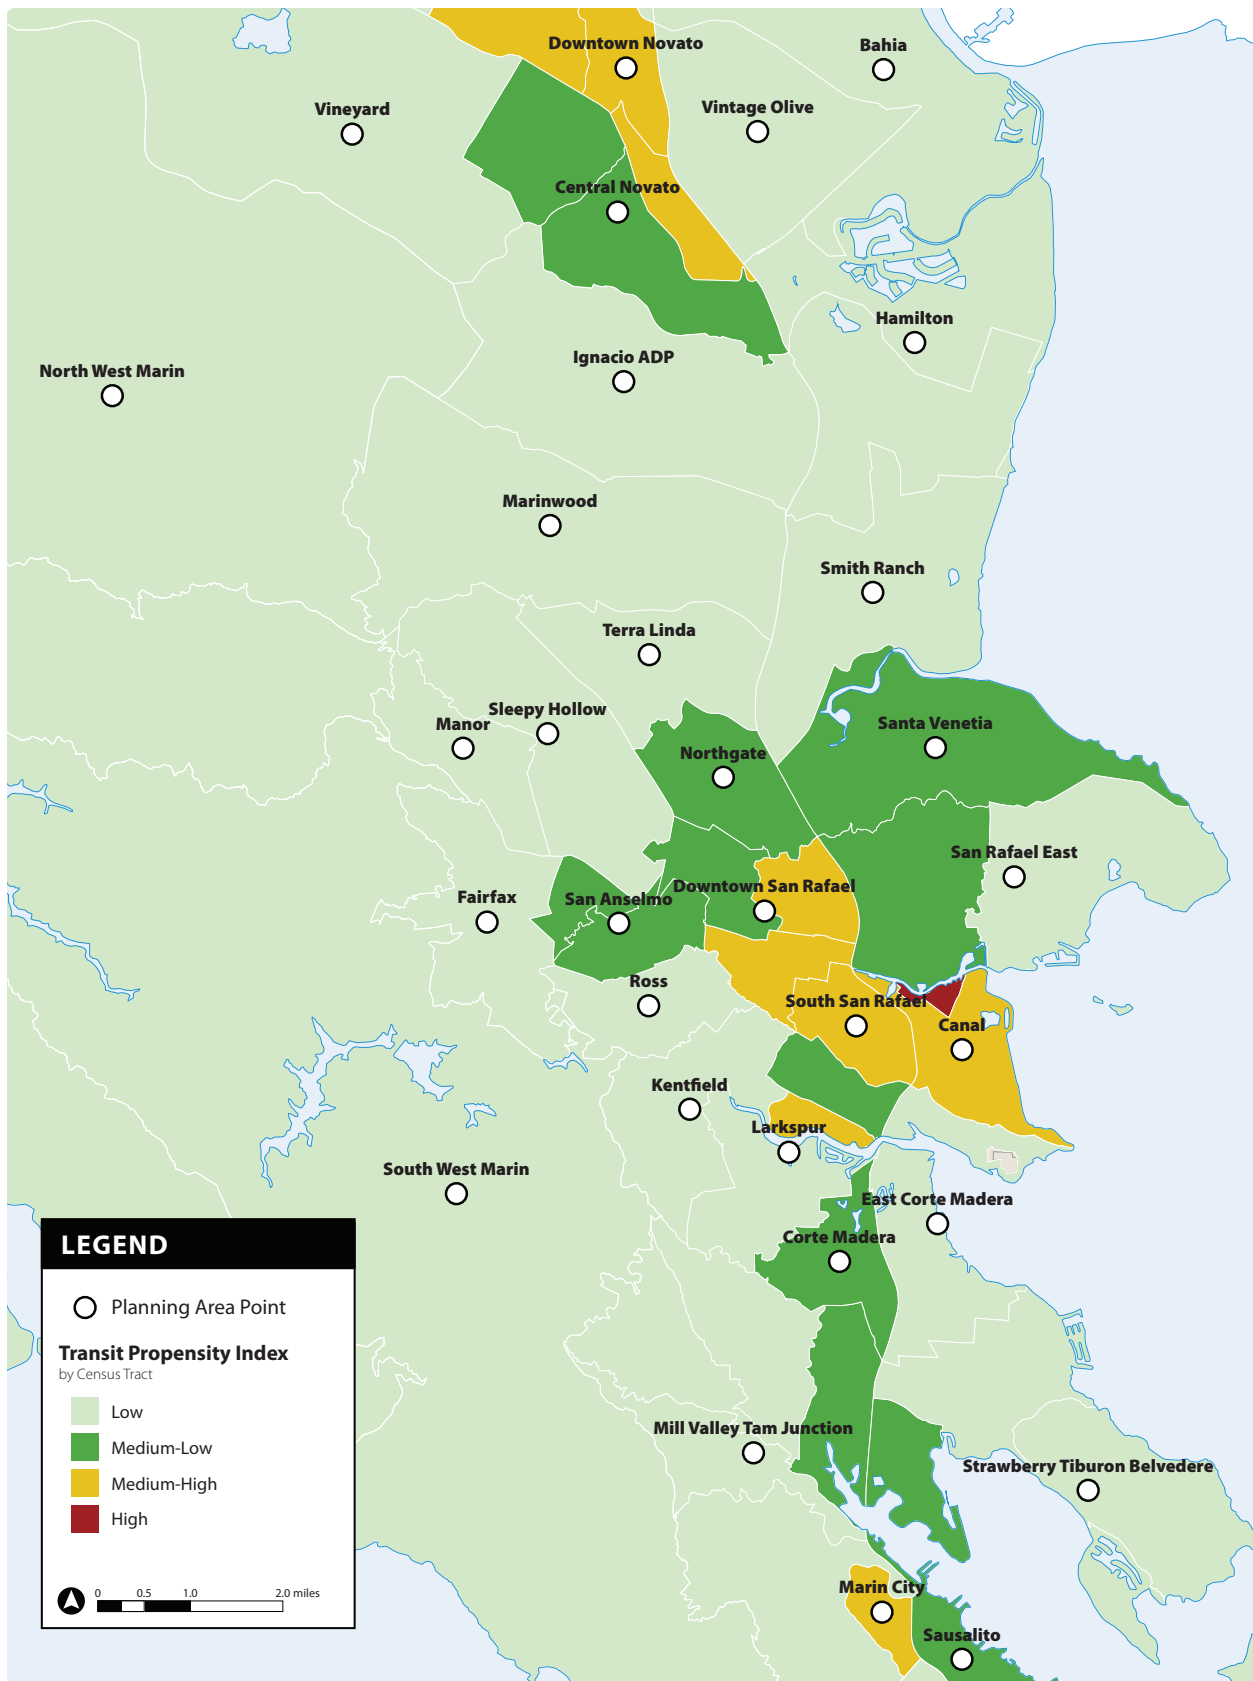 Downtown Novato
Bahia
Vineyard
Vintage Olive
Central Novato
Hamilton
Ignacio ADP
North West Marin
Marinwood
Smith Ranch
Terra Linda
Sleepy Hollow
Manor
Santa Venetia
Northgate
San Rafael East
Downtown San Rafael
San Anselmo
Fairfax
Ross
South San Rafael
Canal
Kentfield
Larkspur
South West Marin
East Corte Madera
Corte Madera
Mill Valley Tam Junction
Strawberry Tiburon Belvedere
Marin City
Sausalito
LEGEND
Planning Area Point
Transit Propensity Index
by Census Tract
Low
Medium-Low
Medium-High
High
0 0.5 1.0 2.0 miles